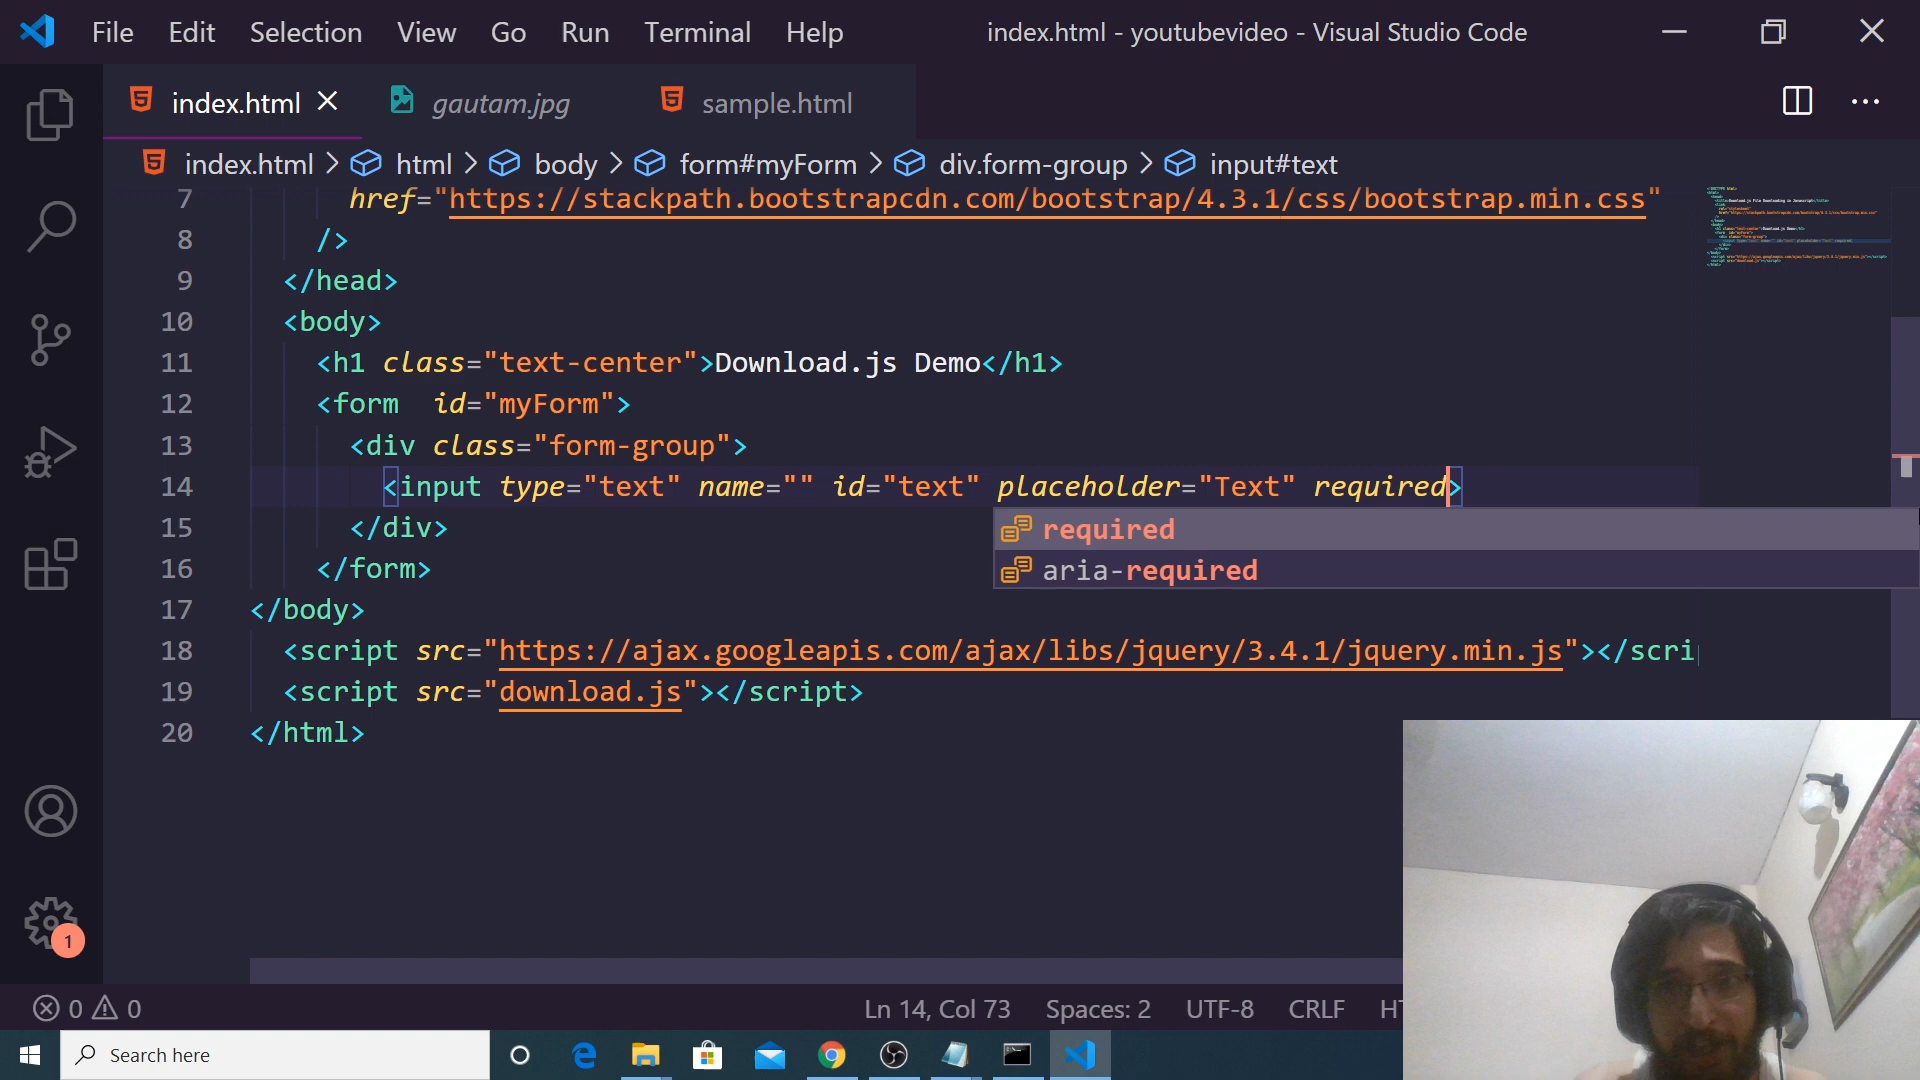 File Edit Selection View Go Run Terminal Help index.html - youtubevideo - Visual Studio Code
index.html gautam.jpg sample.html
index.html > html > body > form#myForm > div.form-group > input#text
7 href="https://stackpath.bootstrapcdn.com/bootstrap/4.3.1/css/bootstrap.min.css"
8 />
9 </head>
10 <body>
11 <h1 class="text-center">Download.js Demo</h1>
12 <form  id="myForm">
13 <div class="form-group">
14 <input type="text" name="" id="text" placeholder="Text" required>
required
15 </div>
aria-required
16 </form>
17 </body>
18 <script src="https://ajax.googleapis.com/ajax/libs/jquery/3.4.1/jquery.min.js"></scri
19 <script src="download.js"></script>
20 </html>
1
0 0 Ln 14, Col 73 Spaces: 2 UTF-8 CRLF HT
Search here